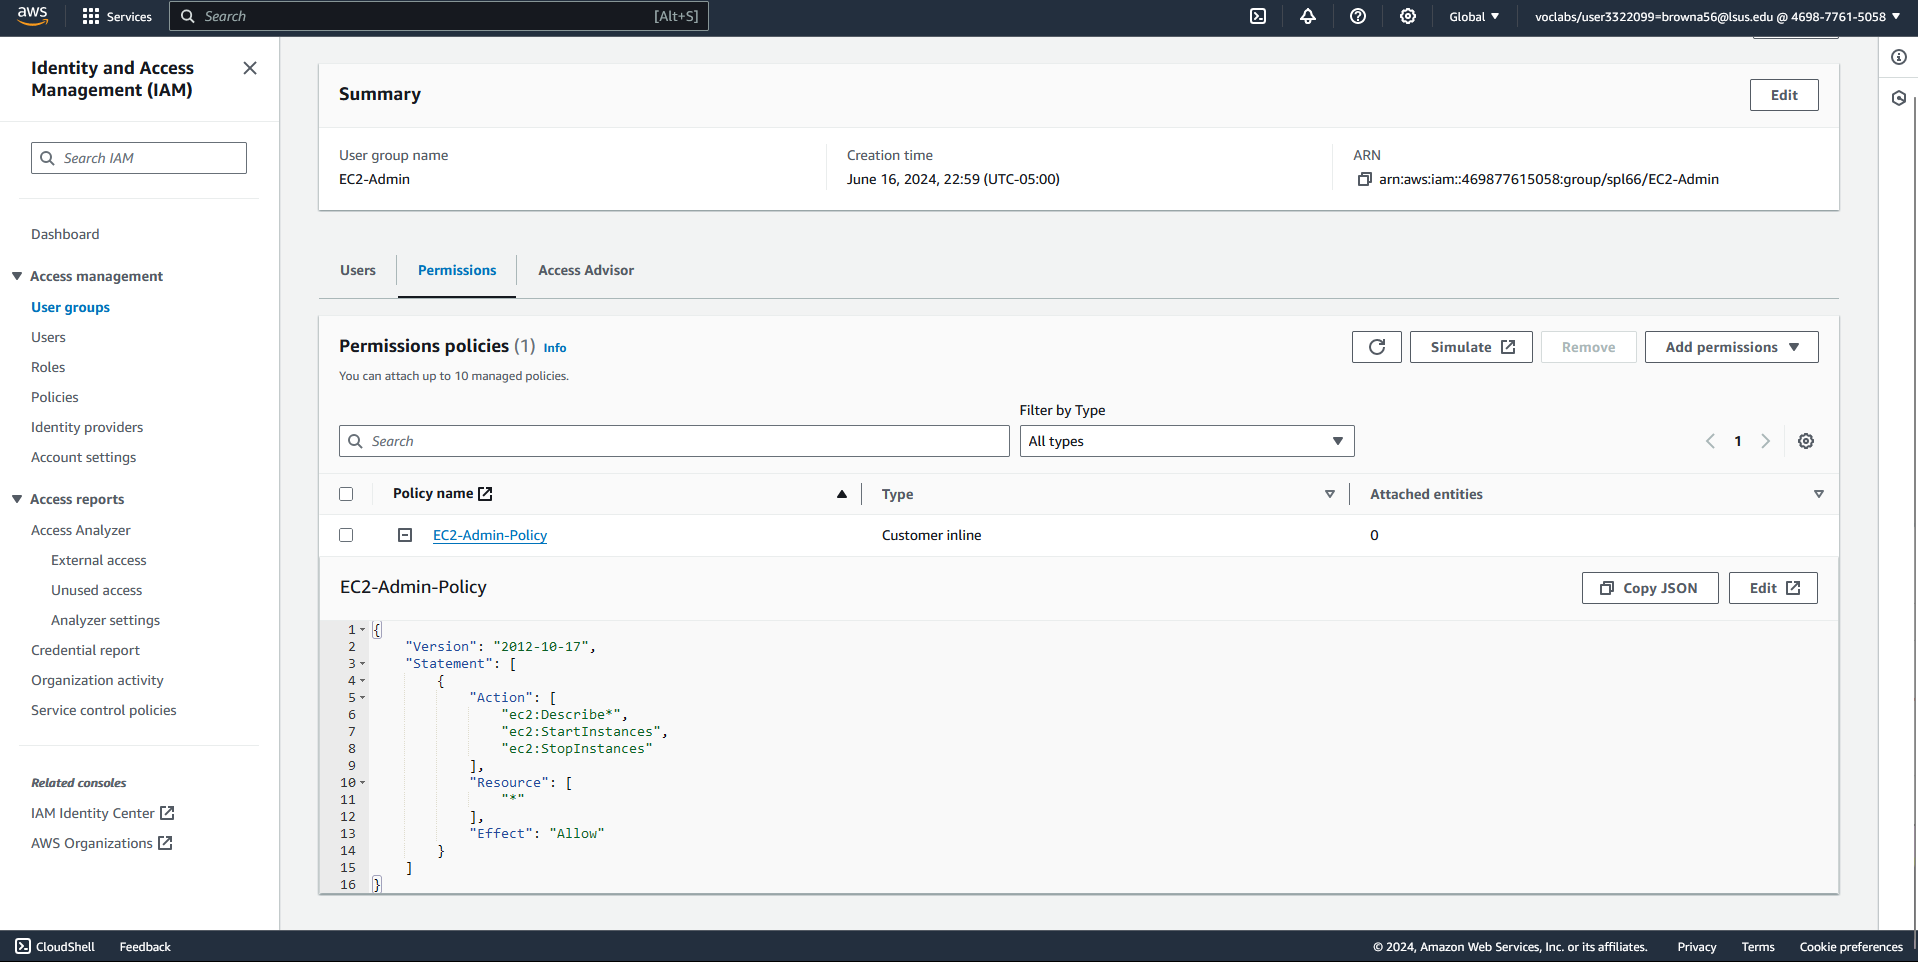 aws
Services
Search
[Alt+S]
Global
voclabs/user3322099=browna56@lsus.edu @ 4698-7761-5058
Identity and Access
Management (IAM)
Search IAM
Dashboard
Access management
User groups
Users
Roles
Policies
Identity providers
Account settings
Access reports
Access Analyzer
External access
Unused access
Analyzer settings
Credential report
Organization activity
Service control policies
Related consoles
IAM Identity Center
AWS Organizations
Summary
Edit
User group name
EC2-Admin
Creation time
June 16, 2024, 22:59 (UTC-05:00)
ARN
arn:aws:iam::469877615058:group/spl66/EC2-Admin
Users
Permissions
Access Advisor
Permissions policies (1) Info
You can attach up to 10 managed policies.
Simulate
Remove
Add permissions
Filter by Type
Search
All types
1
Policy name
Type
Attached entities
EC2-Admin-Policy
Customer inline
0
EC2-Admin-Policy
Copy JSON
Edit
1 {
2 "Version": "2012-10-17",
3 "Statement": [
4 {
5 "Action": [
6 "ec2:Describe*",
7 "ec2:StartInstances",
8 "ec2:StopInstances"
9 ],
10 "Resource": [
11 "*"
12 ],
13 "Effect": "Allow"
14 }
15 ]
16 }
CloudShell
Feedback
© 2024, Amazon Web Services, Inc. or its affiliates.
Privacy
Terms
Cookie preferences